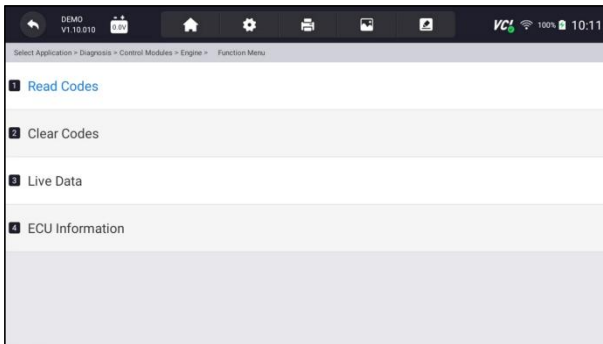 DEMO
V1.10.010
0.0V
VCI 100% 10:11
Select Application > Diagnosis > Control Modules > Engine > Function Menu
1 Read Codes
2 Clear Codes
3 Live Data
4 ECU Information